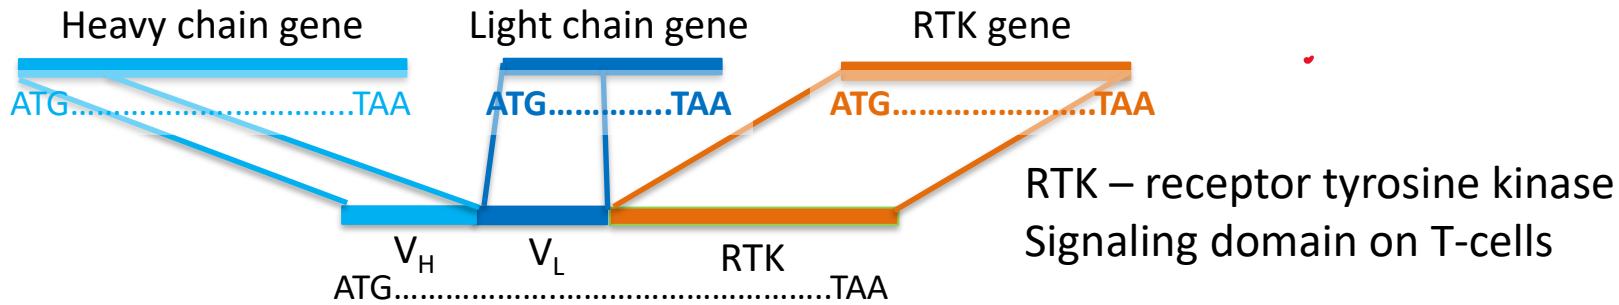 Heavy chain gene
Light chain gene
RTK gene
ATG................................TAA
ATG..............TAA
ATG......................TAA
RTK – receptor tyrosine kinase
Signaling domain on T-cells
VH
VL
RTK
ATG................................................TAA